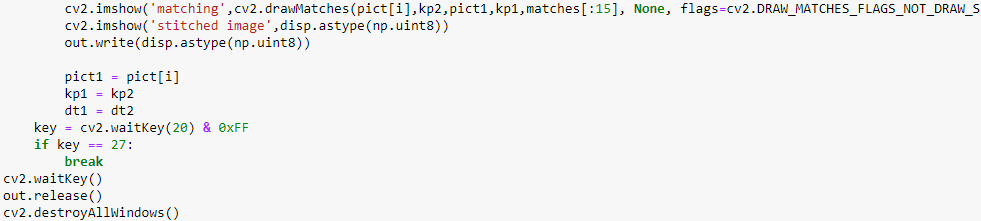 cv2.imshow('matching',cv2.drawMatches(pict[i],kp2,pict1,kp1,matches[:15], None, flags=cv2.DRAW_MATCHES_FLAGS_NOT_DRAW_S
cv2.imshow('stitched image',disp.astype(np.uint8))
out.write(disp.astype(np.uint8))
pict1 = pict[i]
kp1 = kp2
dt1 = dt2
key = cv2.waitKey(20) & 0xFF
if key == 27:
break
cv2.waitKey()
out.release()
cv2.destroyAllWindows()